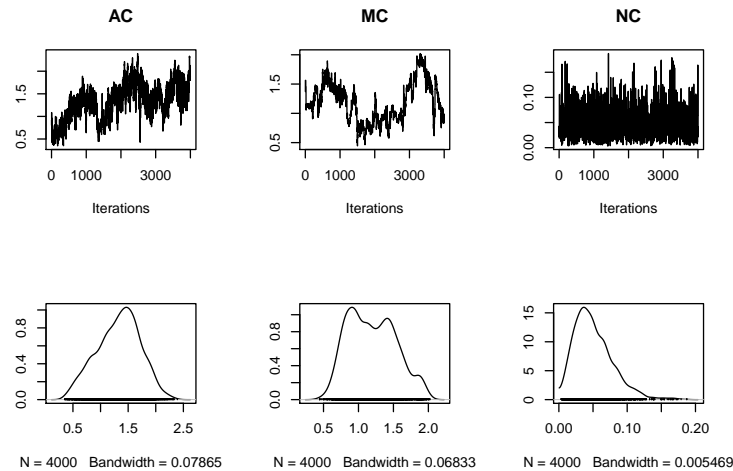 AC MC NC
1.5
0.5
1.5
0.5
0.10
0.00
0 1000 3000
0 1000 3000
0 1000 3000
Iterations Iterations Iterations
0.8
0.4
0.0
0.8
0.4
0.0
15
10
5
0
0.5 1.5 2.5
0.5 1.0 1.5 2.0
0.00 0.10 0.20
N = 4000 Bandwidth = 0.07865
N = 4000 Bandwidth = 0.06833
N = 4000 Bandwidth = 0.005469